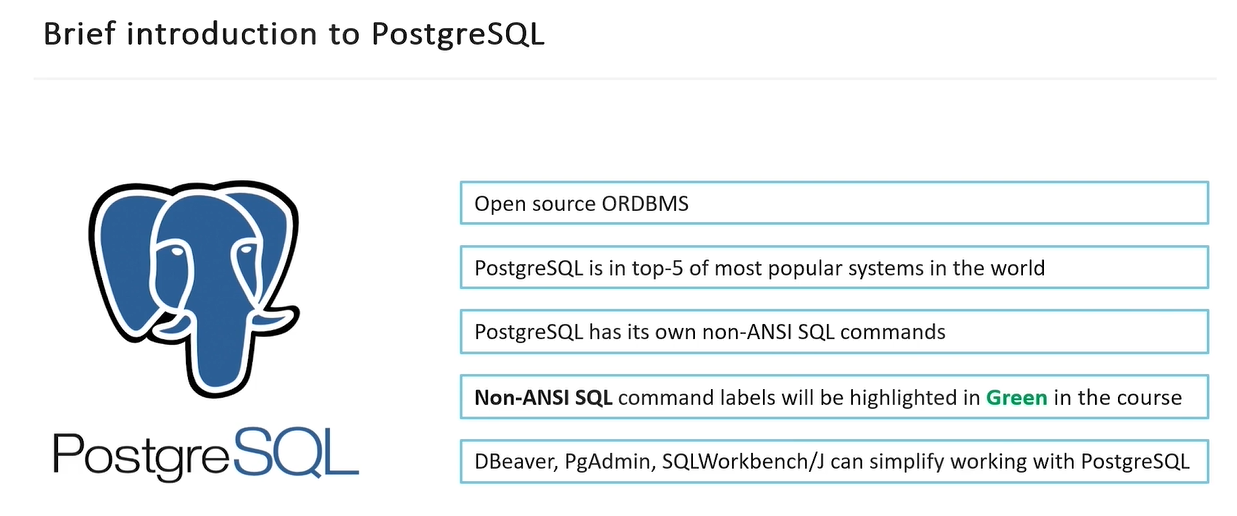 Brief introduction to PostgreSQL
Open source ORDBMS
PostgreSQL is in top-5 of most popular systems in the world
PostgreSQL has its own non-ANSI SQL commands
Non-ANSI SQL command labels will be highlighted in Green in the course
DBeaver, PgAdmin, SQLWorkbench/J can simplify working with PostgreSQL
PostgreSQL